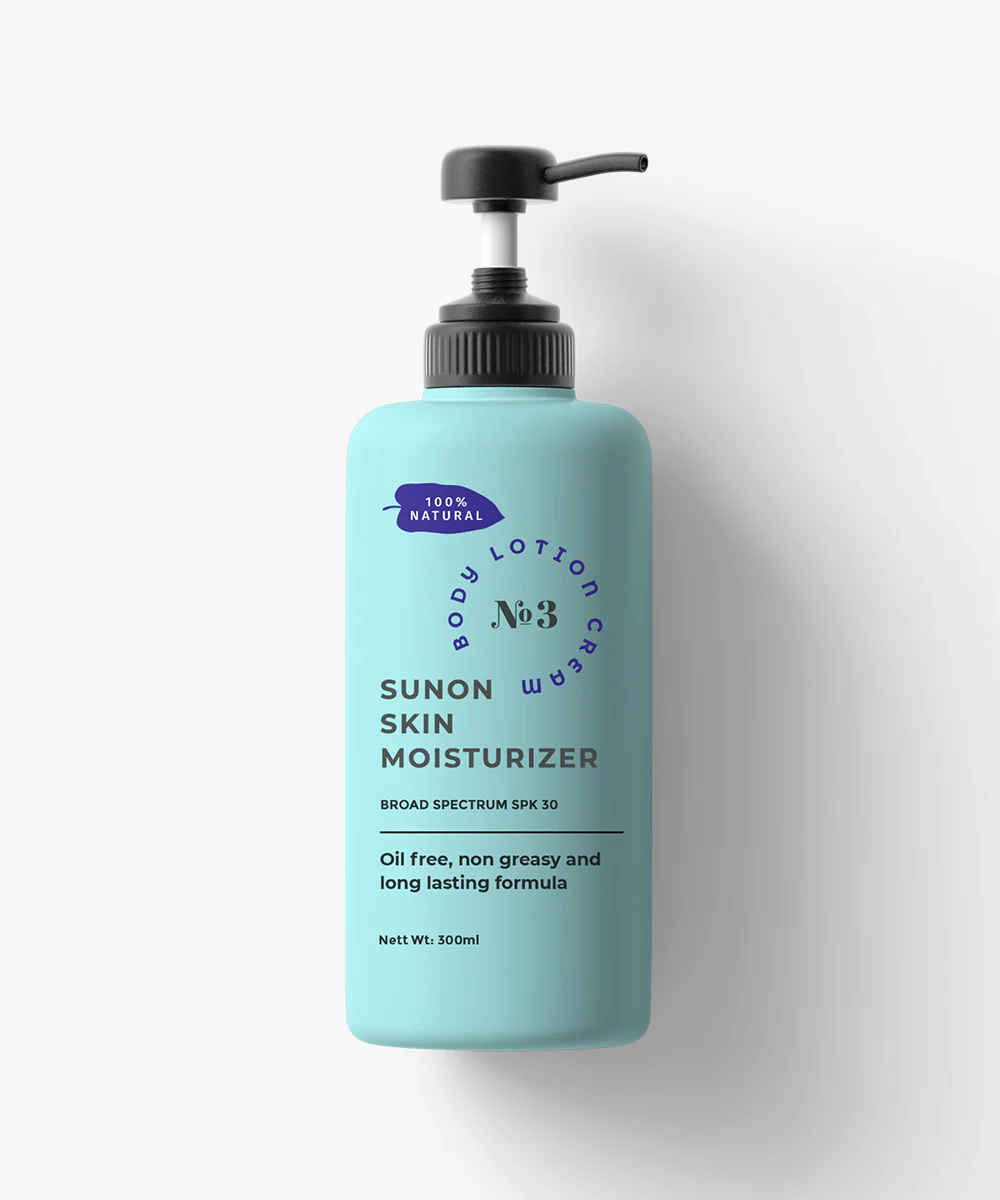 100%
NATURAL
BODY LOTION CREAM
№3
SUNON
SKIN
MOISTURIZER
BROAD SPECTRUM SPK 30
Oil free, non greasy and
long lasting formula
Nett Wt: 300ml